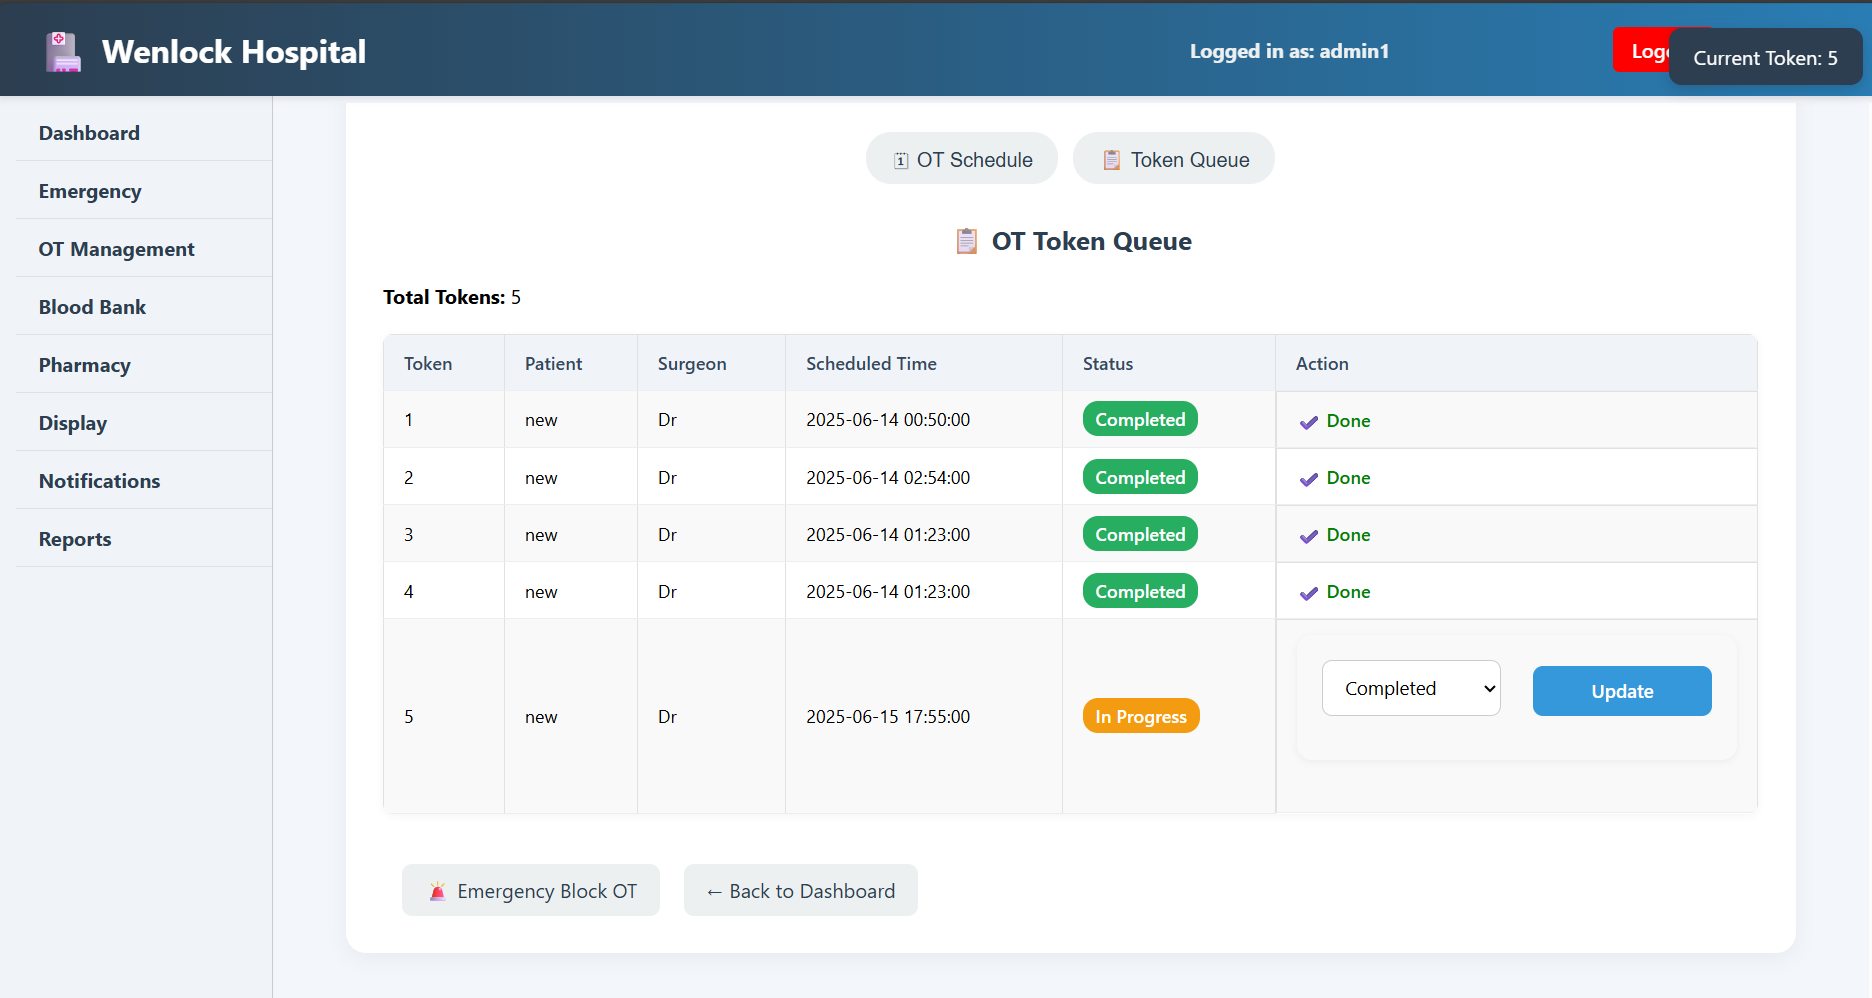 Wenlock Hospital
Logged in as: admin1
Current Token: 5
Dashboard
Emergency
OT Management
Blood Bank
Pharmacy
Display
Notifications
Reports
OT Schedule
Token Queue
OT Token Queue
Total Tokens: 5
Token Patient Surgeon Scheduled Time Status Action
1 new Dr 2025-06-14 00:50:00 Completed Done
2 new Dr 2025-06-14 02:54:00 Completed Done
3 new Dr 2025-06-14 01:23:00 Completed Done
4 new Dr 2025-06-14 01:23:00 Completed Done
5 new Dr 2025-06-15 17:55:00 In Progress Completed Update
Emergency Block OT
← Back to Dashboard